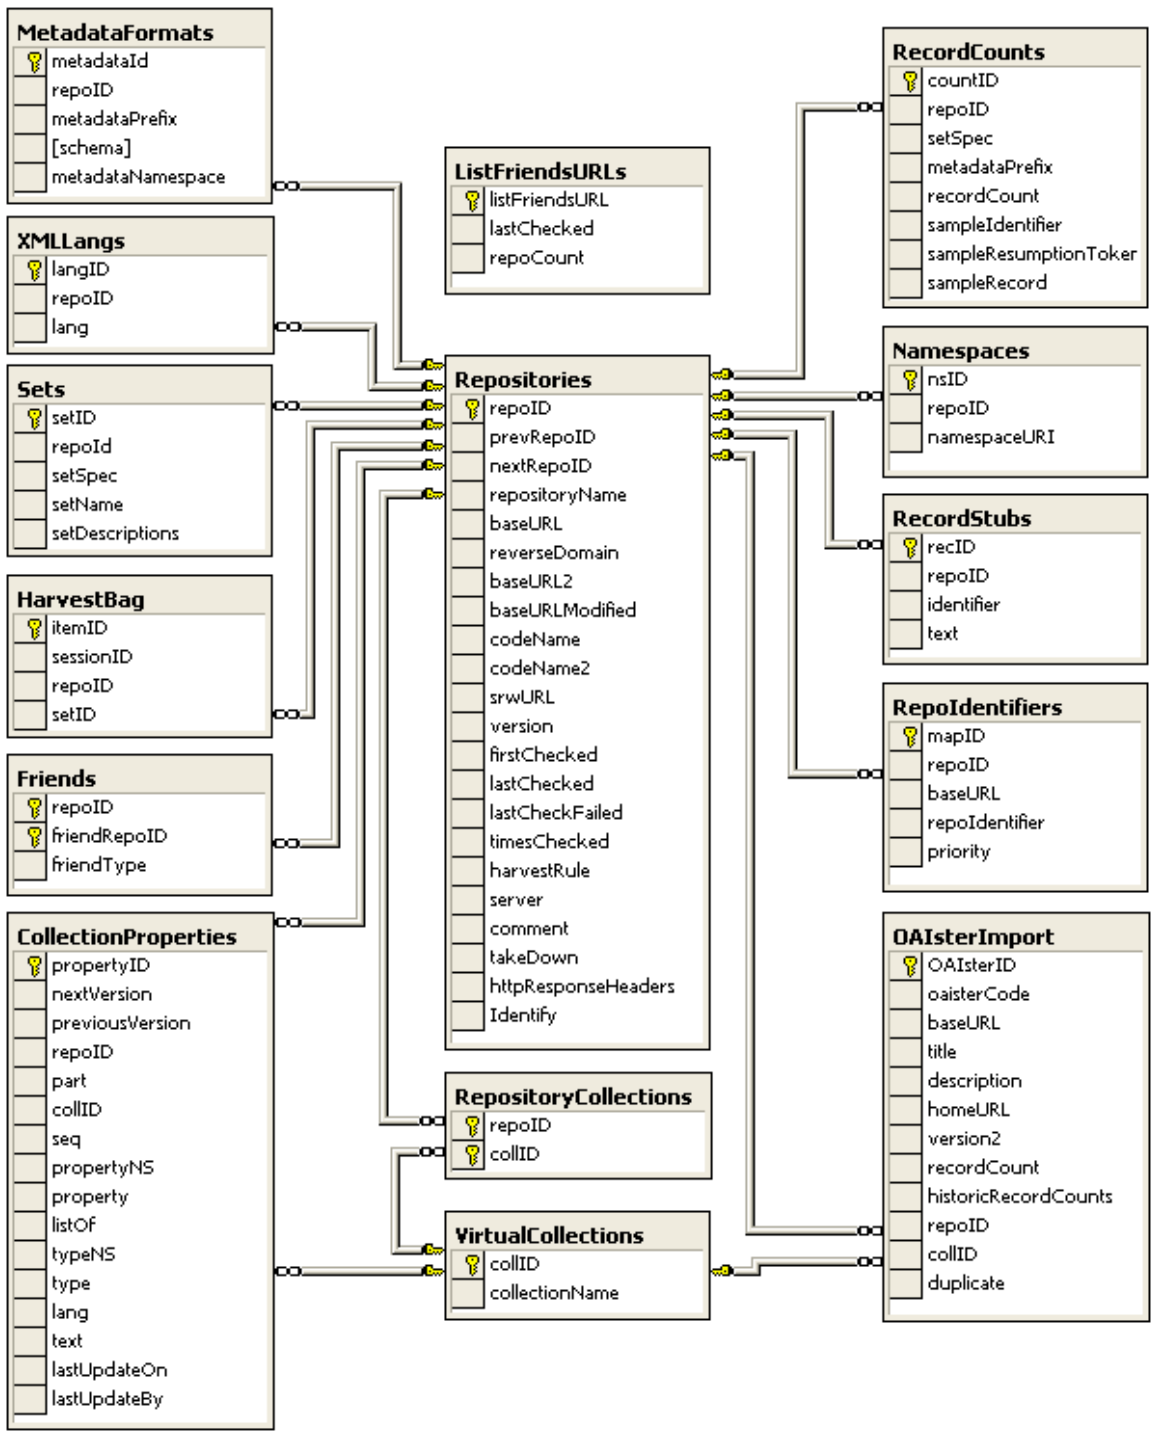 MetadataFormats
metadataId
repoID
metadataPrefix
[schema]
metadataNamespace
XMLLangs
langID
repoID
lang
Sets
setID
repoId
setSpec
setName
setDescriptions
HarvestBag
itemID
sessionID
repoID
setID
Friends
repoID
friendRepoID
friendType
CollectionProperties
propertyID
nextVersion
previousVersion
repoID
part
collID
seq
propertyNS
property
listOf
typeNS
type
lang
text
lastUpdateOn
lastUpdateBy
ListFriendsURLs
listFriendsURL
lastChecked
repoCount
Repositories
repoID
prevRepoID
nextRepoID
repositoryName
baseURL
reverseDomain
baseURL2
baseURLModified
codeName
codeName2
srwURL
version
firstChecked
lastChecked
lastCheckFailed
timesChecked
harvestRule
server
comment
takeDown
httpResponseHeaders
Identify
RepositoryCollections
repoID
collID
VirtualCollections
collID
collectionName
RecordCounts
countID
repoID
setSpec
metadataPrefix
recordCount
sampleIdentifier
sampleResumptionToker
sampleRecord
Namespaces
nsID
repoID
namespaceURI
RecordStubs
recID
repoID
identifier
text
RepoIdentifiers
mapID
repoID
baseURL
repoIdentifier
priority
OAIsterImport
OAIsterID
oaisterCode
baseURL
title
description
homeURL
version2
recordCount
historicRecordCounts
repoID
collID
duplicate